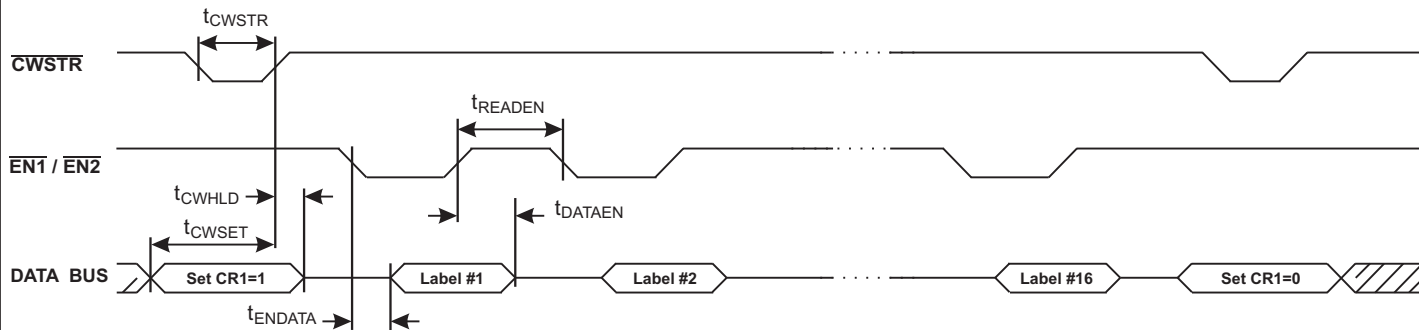 tCWSTR
CWSTR
tREADEN
EN1 / EN2
tCWHLD
tDATAEN
tCWSET
DATA BUS Set CR1=1 Label #1 Label #2 Label #16 Set CR1=0
tENDATA